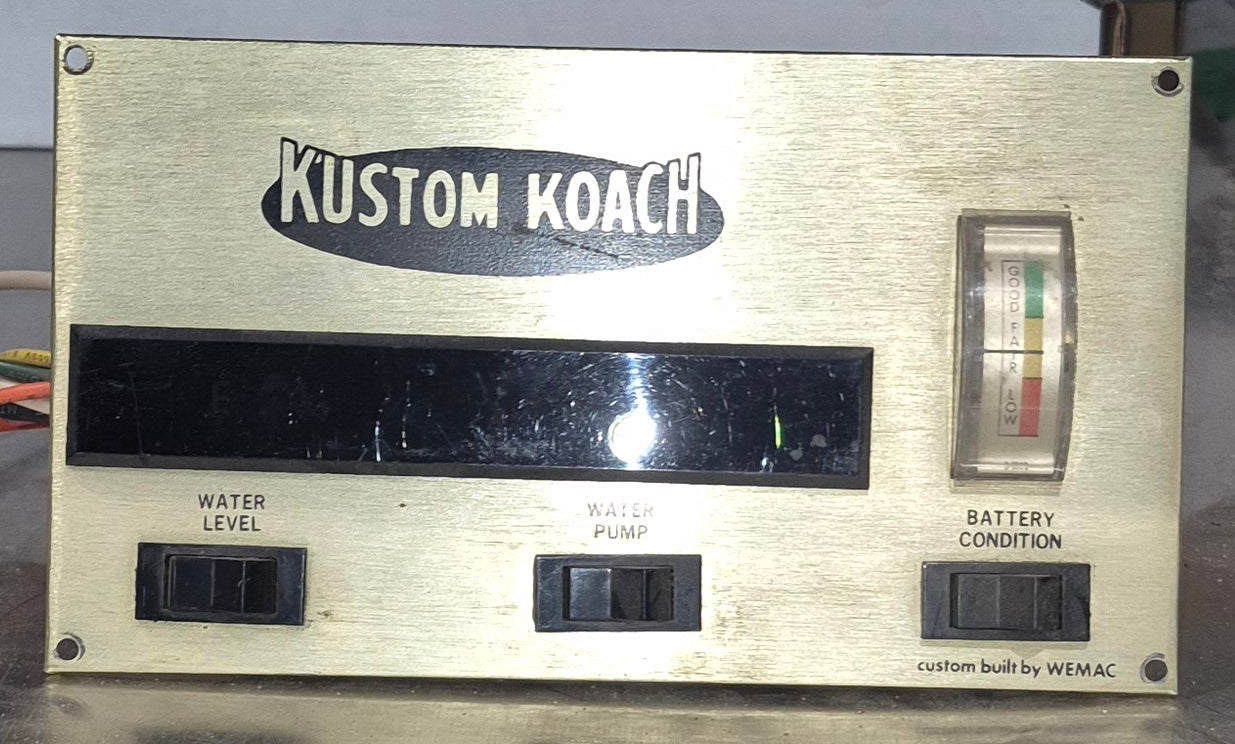 KUSTOM KOACH
GOOD FAIR LOW
WATER
LEVEL
WATER
PUMP
BATTERY
CONDITION
custom built by WEMAC